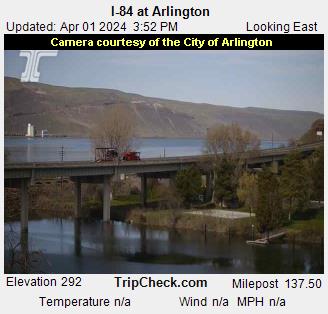 I-84 at Arlington
Updated: Apr 01 2024 3:52 PM Looking East
Camera courtesy of the City of Arlington
Elevation 292 TripCheck.com Milepost 137.50
Temperature n/a Wind n/a MPH n/a